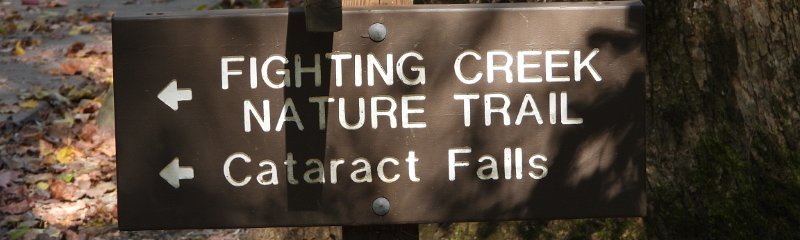 FIGHTING CREEK
NATURE TRAIL
Cataract Falls